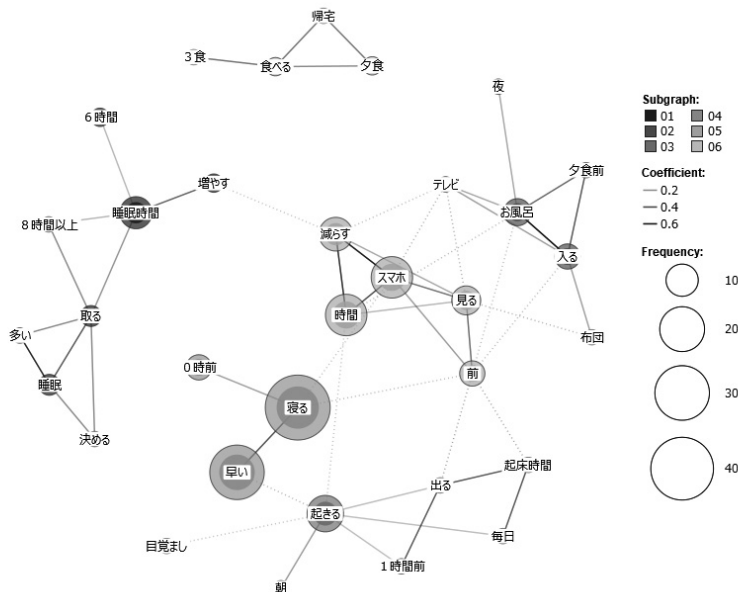 帰宅
3食
食べる
夕食
夜
6時間
Subgraph:
01 04
02 05
03 06
夕食前
Coefficient:
0.2
0.4
0.6
テレビ
増やす
睡眠時間
お風呂
8時間以上
減らす
入る
Frequency:
10
スマホ
見る
時間
取る
20
多い
布団
0時前
前
睡眠
30
寝る
決める
起床時間
40
早い
出る
起きる
毎日
目覚まし
1時間前
朝